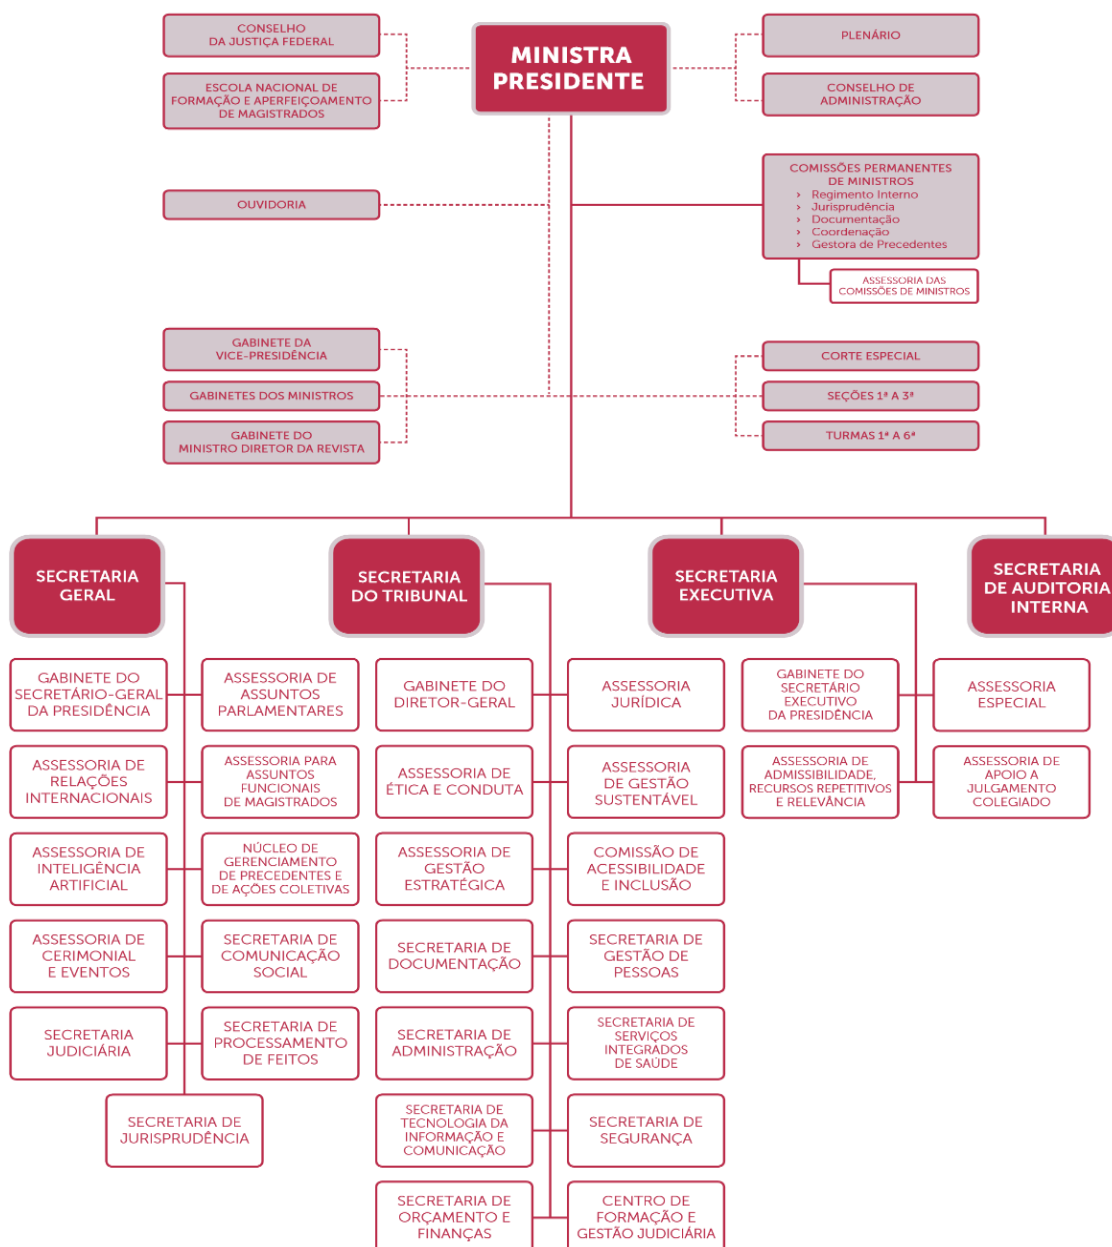 CONSELHO
DA JUSTIÇA FEDERAL
ESCOLA NACIONAL DE
FORMAÇÃO E APERFEIÇOAMENTO
DE MAGISTRADOS
MINISTRA
PRESIDENTE
PLENÁRIO
CONSELHO DE
ADMINISTRAÇÃO
OUVIDORIA
COMISSÕES PERMANENTES
DE MINISTROS
› Regimento Interno
› Jurisprudência
› Documentação
› Coordenação
› Gestora de Precedentes
ASSESSORIA DAS
COMISSÕES DE MINISTROS
GABINETE DA
VICE-PRESIDÊNCIA
GABINETES DOS MINISTROS
GABINETE DO
MINISTRO DIRETOR DA REVISTA
CORTE ESPECIAL
SEÇÕES 1ª A 3ª
TURMAS 1ª A 6ª
SECRETARIA
GERAL
SECRETARIA
DO TRIBUNAL
SECRETARIA
EXECUTIVA
SECRETARIA
DE AUDITORIA
INTERNA
GABINETE DO
SECRETÁRIO-GERAL
DA PRESIDÊNCIA
ASSESSORIA DE
ASSUNTOS
PARLAMENTARES
ASSESSORIA DE
RELAÇÕES
INTERNACIONAIS
ASSESSORIA PARA
ASSUNTOS
FUNCIONAIS
DE MAGISTRADOS
ASSESSORIA DE
INTELIGÊNCIA
ARTIFICIAL
NÚCLEO DE
GERENCIAMENTO
DE PRECEDENTES E
DE AÇÕES COLETIVAS
ASSESSORIA DE
CERIMONIAL
E EVENTOS
SECRETARIA DE
COMUNICAÇÃO
SOCIAL
SECRETARIA
JUDICIÁRIA
SECRETARIA DE
PROCESSAMENTO
DE FEITOS
SECRETARIA DE
JURISPRUDÊNCIA
GABINETE DO
DIRETOR-GERAL
ASSESSORIA
JURÍDICA
ASSESSORIA DE
ÉTICA E CONDUTA
ASSESSORIA
DE GESTÃO
SUSTENTÁVEL
ASSESSORIA DE
GESTÃO
ESTRATÉGICA
COMISSÃO DE
ACESSIBILIDADE
E INCLUSÃO
SECRETARIA DE
DOCUMENTAÇÃO
SECRETARIA DE
GESTÃO DE
PESSOAS
SECRETARIA DE
ADMINISTRAÇÃO
SECRETARIA DE
SERVIÇOS
INTEGRADOS
DE SAÚDE
SECRETARIA DE
TECNOLOGIA DA
INFORMAÇÃO E
COMUNICAÇÃO
SECRETARIA DE
SEGURANÇA
SECRETARIA DE
ORÇAMENTO E
FINANÇAS
CENTRO DE
FORMAÇÃO E
GESTÃO JUDICIÁRIA
GABINETE DO
SECRETÁRIO
EXECUTIVO
DA PRESIDÊNCIA
ASSESSORIA
ESPECIAL
ASSESSORIA DE
ADMISSIBILIDADE,
RECURSOS REPETITIVOS
E RELEVÂNCIA
ASSESSORIA DE
APOIO A
JULGAMENTO
COLEGIADO